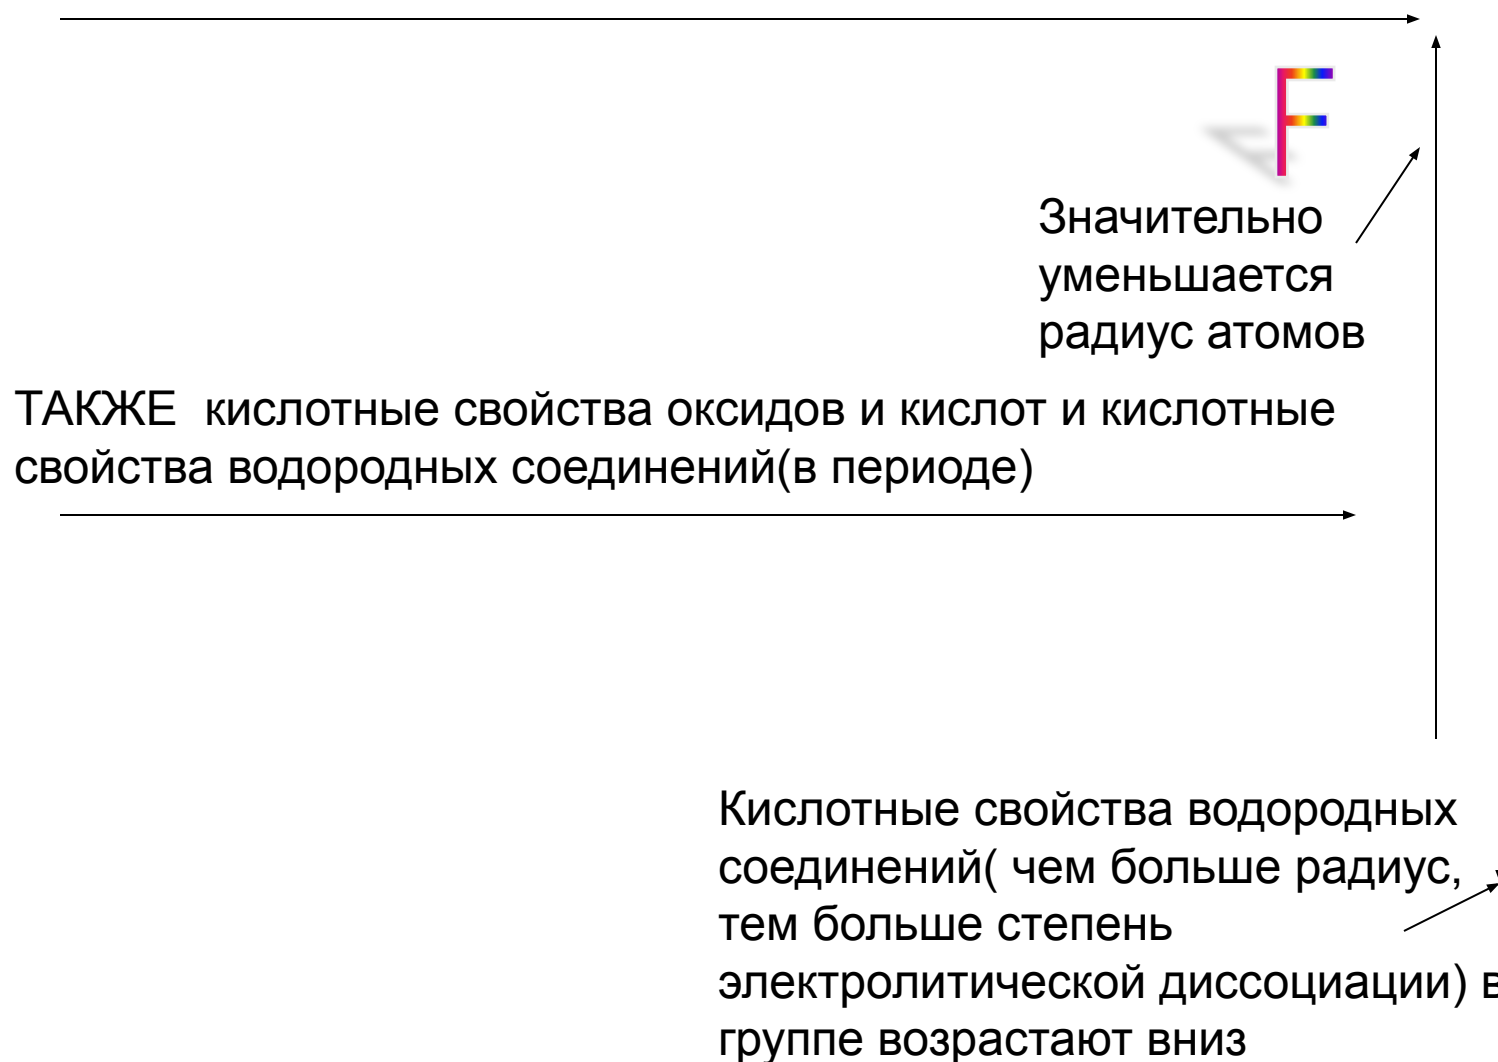 F
Значительно
уменьшается
радиус атомов
ТАКЖЕ  кислотные свойства оксидов и кислот и кислотные
свойства водородных соединений(в периоде)
Кислотные свойства водородных
соединений( чем больше радиус,
тем больше степень
электролитической диссоциации) в
группе возрастают вниз